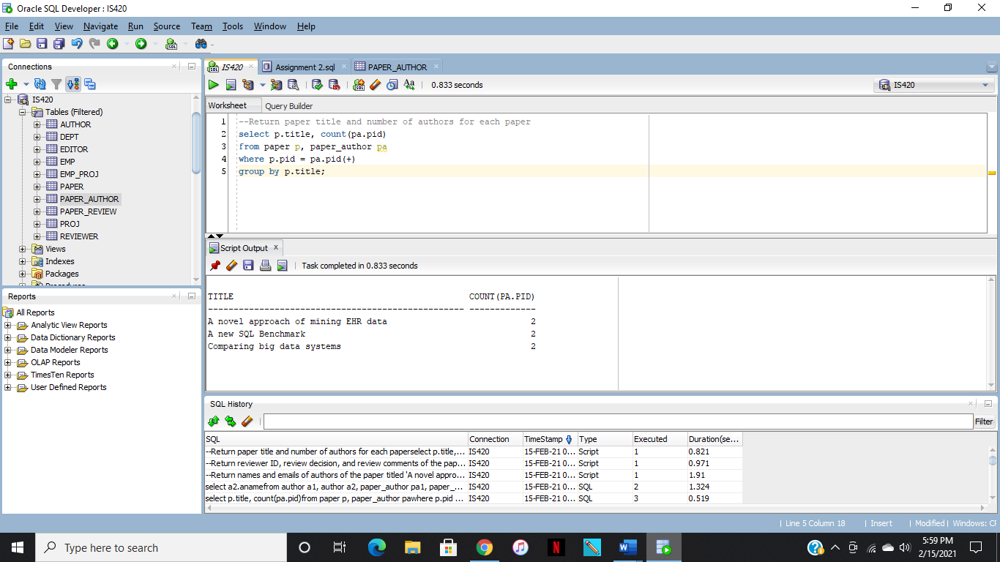 Oracle SQL Developer : IS420
File Edit View Navigate Run Source Team Tools Window Help
Connections
IS420
Tables (Filtered)
AUTHOR
DEPT
EDITOR
EMP
EMP_PROJ
PAPER
PAPER_AUTHOR
PAPER_REVIEW
PROJ
REVIEWER
Views
Indexes
Packages
Reports
All Reports
Analytic View Reports
Data Dictionary Reports
Data Modeler Reports
OLAP Reports
TimesTen Reports
User Defined Reports
IS420 Assignment 2.sql PAPER_AUTHOR
0.833 seconds IS420
Worksheet Query Builder
1 --Return paper title and number of authors for each paper
2 select p.title, count(pa.pid)
3 from paper p, paper_author pa
4 where p.pid = pa.pid(+)
5 group by p.title;
Script Output x
Task completed in 0.833 seconds
TITLE COUNT(PA.PID)
-------------------------------------------------- -------------
A novel approach of mining EHR data 2
A new SQL Benchmark 2
Comparing big data systems 2
SQL History
Filter
SQL Connection TimeStamp Type Executed Duration(se...
--Return paper title and number of authors for each paperselect p.title,... IS420 15-FEB-21 0... Script 1 0.821
--Return reviewer ID, review decision, and review comments of the pap... IS420 15-FEB-21 0... Script 1 0.971
--Return names and emails of authors of the paper titled 'A novel appro... IS420 15-FEB-21 0... Script 1 1.91
select a2.anamefrom author a1, author a2, paper_author pa1, paper_... IS420 15-FEB-21 0... SQL 2 1.324
select p.title, count(pa.pid)from paper p, paper_author pawhere p.pid ... IS420 15-FEB-21 0... SQL 3 0.519
| Line 5 Column 18 | Insert | Modified | Windows: CF
Type here to search
5:59 PM
2/15/2021